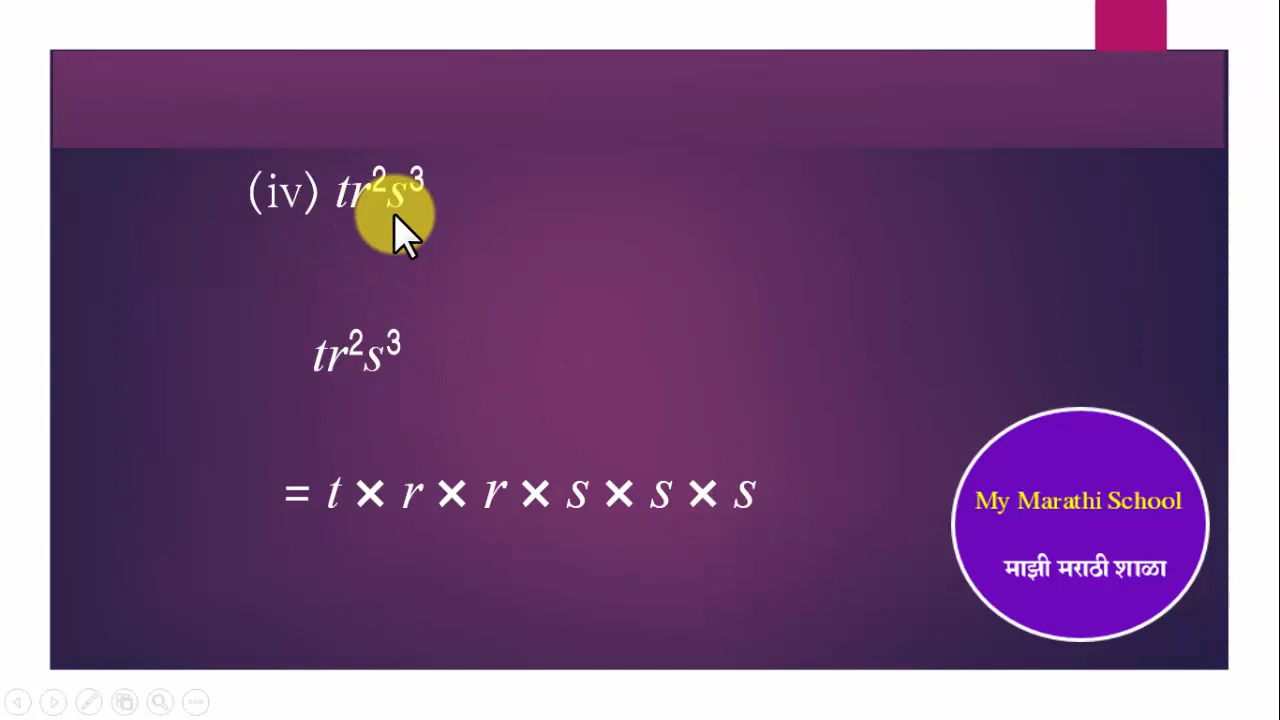 (iv) tr²s³
tr²s³
= t × r × r × s × s × s
My Marathi School
माझी मराठी शाळा